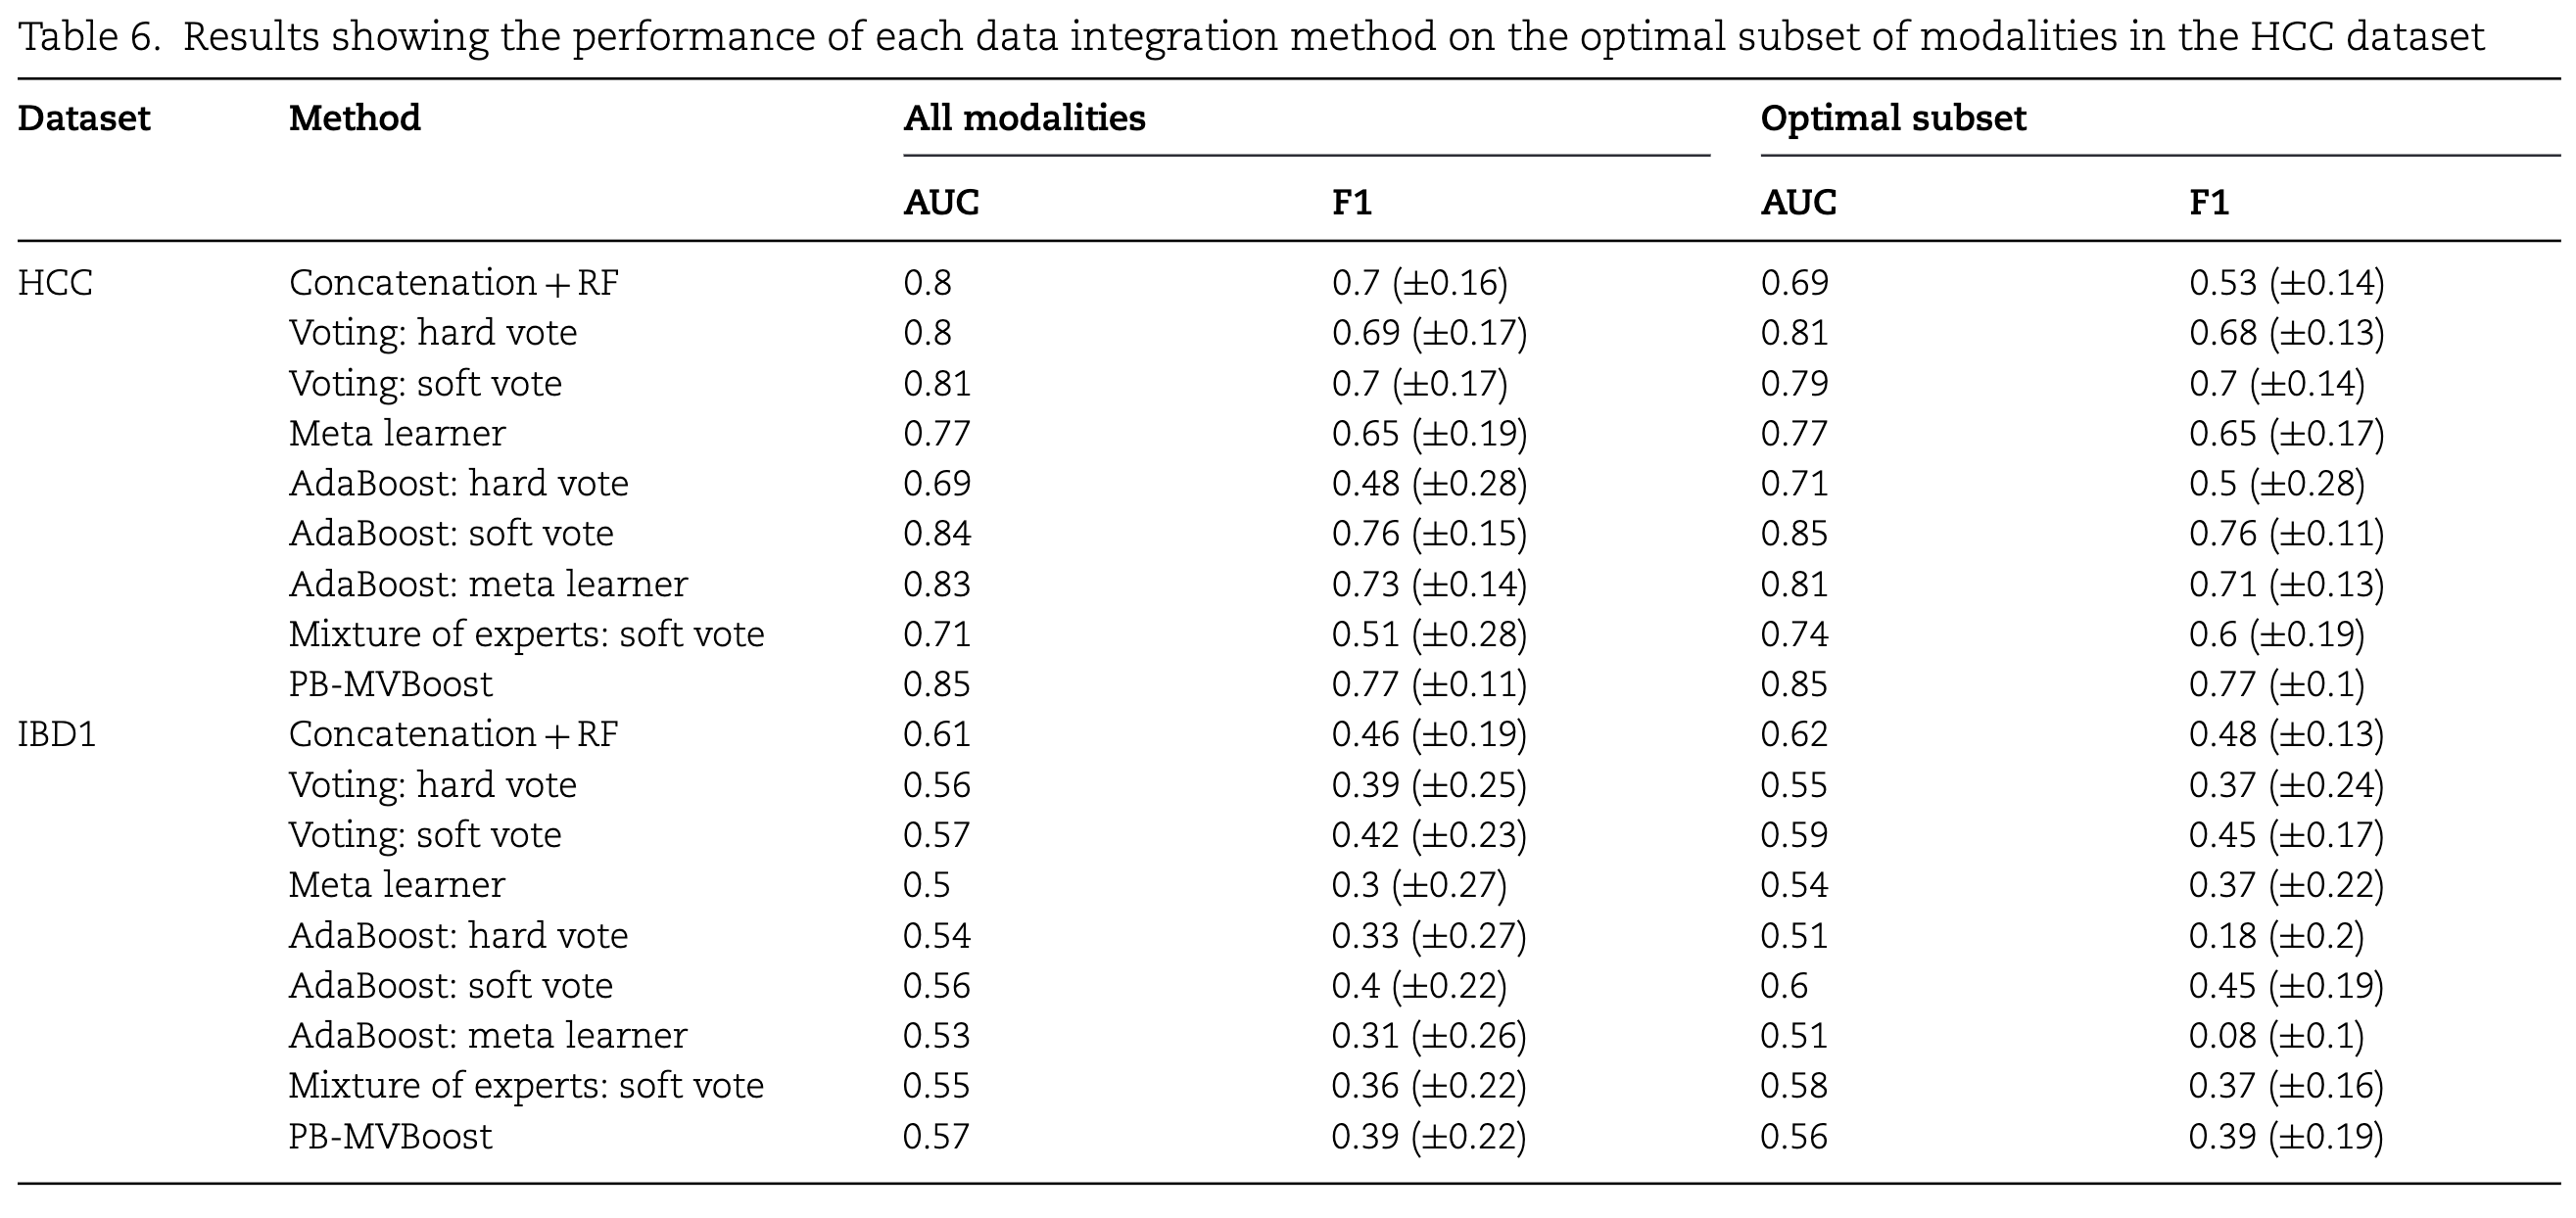 Table 6. Results showing the performance of each data integration method on the optimal subset of modalities in the HCC dataset
Dataset Method All modalities Optimal subset
AUC F1 AUC F1
HCC Concatenation + RF 0.8 0.7 (±0.16) 0.69 0.53 (±0.14)
Voting: hard vote 0.8 0.69 (±0.17) 0.81 0.68 (±0.13)
Voting: soft vote 0.81 0.7 (±0.17) 0.79 0.7 (±0.14)
Meta learner 0.77 0.65 (±0.19) 0.77 0.65 (±0.17)
AdaBoost: hard vote 0.69 0.48 (±0.28) 0.71 0.5 (±0.28)
AdaBoost: soft vote 0.84 0.76 (±0.15) 0.85 0.76 (±0.11)
AdaBoost: meta learner 0.83 0.73 (±0.14) 0.81 0.71 (±0.13)
Mixture of experts: soft vote 0.71 0.51 (±0.28) 0.74 0.6 (±0.19)
PB-MVBoost 0.85 0.77 (±0.11) 0.85 0.77 (±0.1)
IBD1 Concatenation + RF 0.61 0.46 (±0.19) 0.62 0.48 (±0.13)
Voting: hard vote 0.56 0.39 (±0.25) 0.55 0.37 (±0.24)
Voting: soft vote 0.57 0.42 (±0.23) 0.59 0.45 (±0.17)
Meta learner 0.5 0.3 (±0.27) 0.54 0.37 (±0.22)
AdaBoost: hard vote 0.54 0.33 (±0.27) 0.51 0.18 (±0.2)
AdaBoost: soft vote 0.56 0.4 (±0.22) 0.6 0.45 (±0.19)
AdaBoost: meta learner 0.53 0.31 (±0.26) 0.51 0.08 (±0.1)
Mixture of experts: soft vote 0.55 0.36 (±0.22) 0.58 0.37 (±0.16)
PB-MVBoost 0.57 0.39 (±0.22) 0.56 0.39 (±0.19)